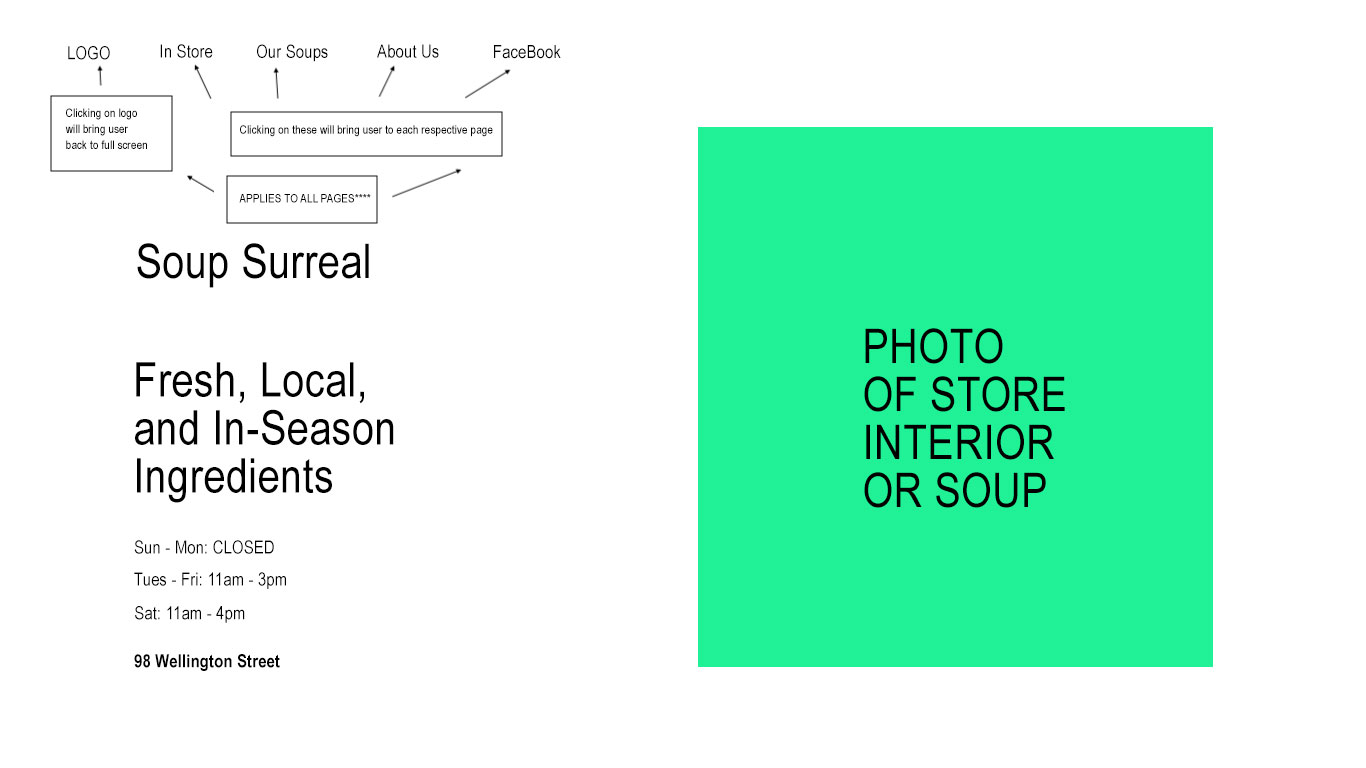 LOGO In Store Our Soups About Us FaceBook
Clicking on logo
will bring user
back to full screen
Clicking on these will bring user to each respective page
APPLIES TO ALL PAGES****
Soup Surreal
Fresh, Local,
and In-Season
Ingredients
Sun - Mon: CLOSED
Tues - Fri: 11am - 3pm
Sat: 11am - 4pm
98 Wellington Street
PHOTO
OF STORE
INTERIOR
OR SOUP